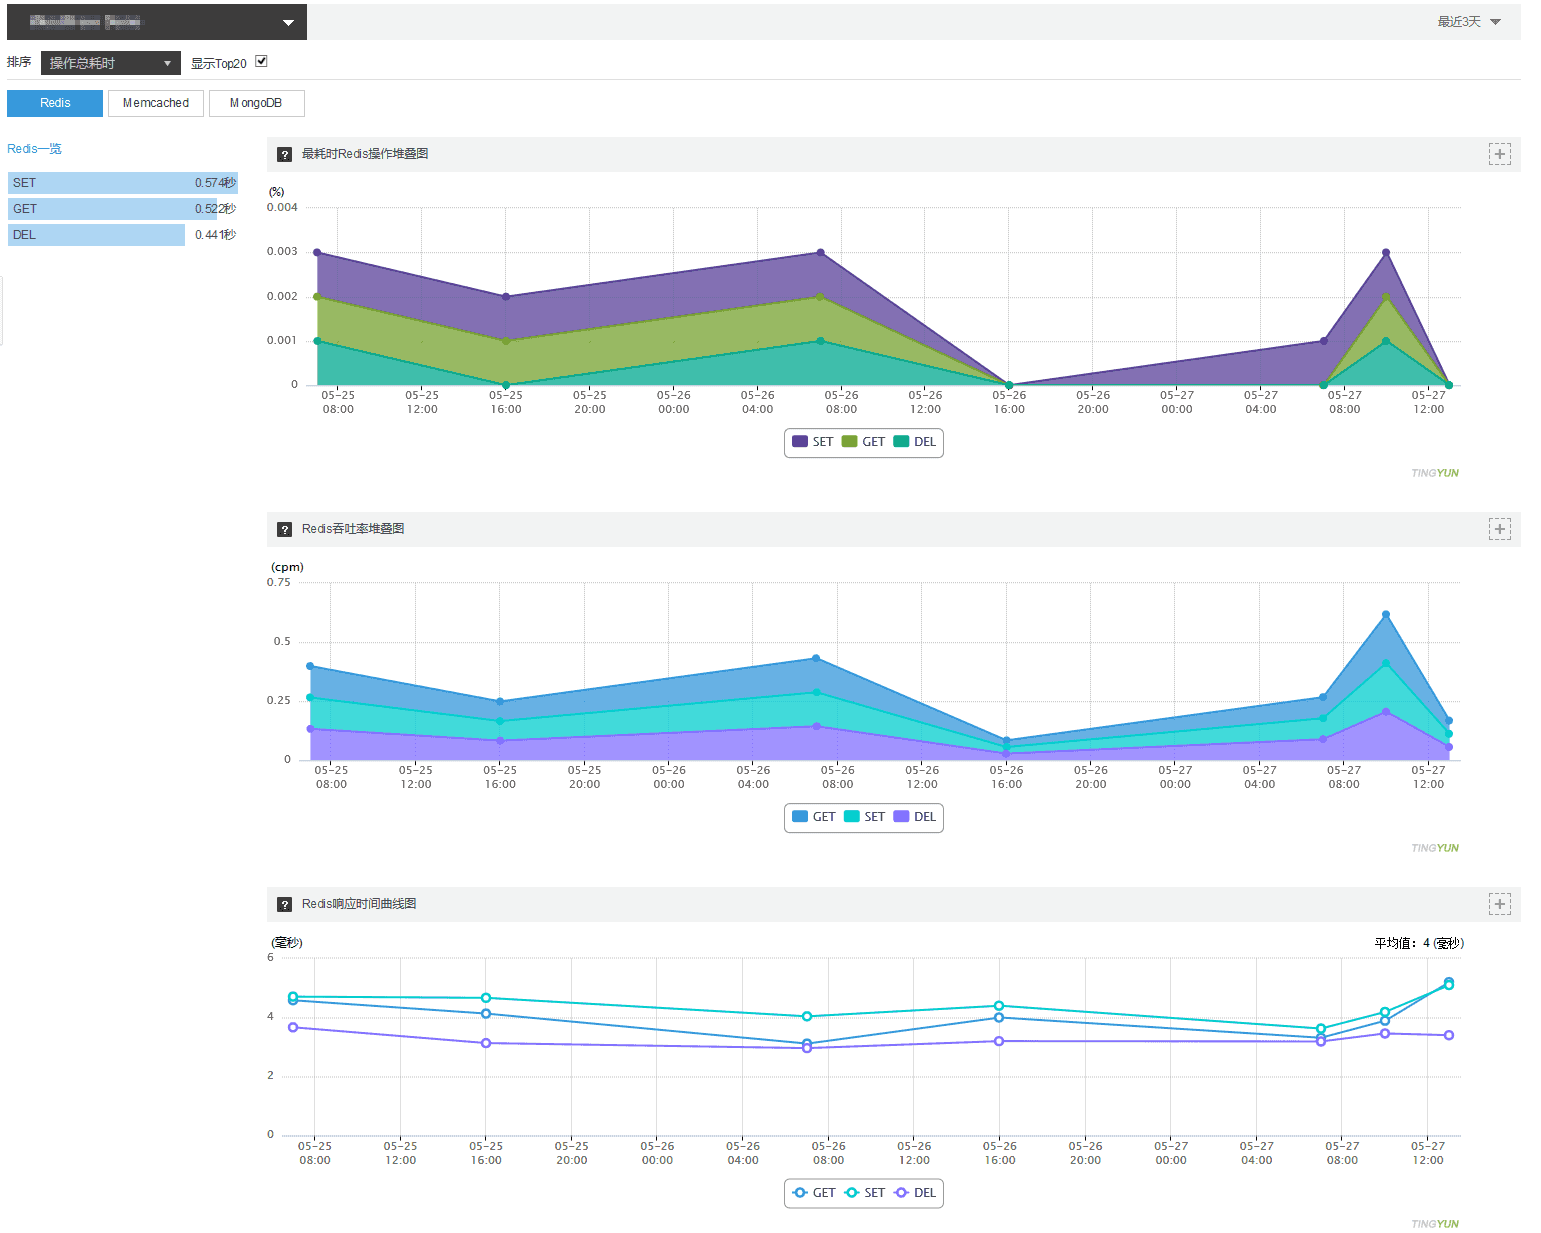 最近3天
排序 操作总耗时 显示Top20
Redis Memcached MongoDB
Redis一览
SET 0.574秒
GET 0.522秒
DEL 0.441秒
? 最耗时Redis操作堆叠图
(%)
0.004
0.003
0.002
0.001
0
05-25 05-25 05-25 05-25 05-26 05-26 05-26 05-26 05-26 05-26 05-27 05-27 05-27 05-27
08:00 12:00 16:00 20:00 00:00 04:00 08:00 12:00 16:00 20:00 00:00 04:00 08:00 12:00
SET GET DEL
TINGYUN
? Redis吞吐率堆叠图
(cpm)
0.75
0.5
0.25
0
05-25 05-25 05-25 05-25 05-26 05-26 05-26 05-26 05-26 05-26 05-27 05-27 05-27 05-27
08:00 12:00 16:00 20:00 00:00 04:00 08:00 12:00 16:00 20:00 00:00 04:00 08:00 12:00
GET SET DEL
TINGYUN
? Redis响应时间曲线图
(毫秒) 平均值：4 (毫秒)
6
4
2
0
05-25 05-25 05-25 05-25 05-26 05-26 05-26 05-26 05-26 05-26 05-27 05-27 05-27 05-27
08:00 12:00 16:00 20:00 00:00 04:00 08:00 12:00 16:00 20:00 00:00 04:00 08:00 12:00
GET SET DEL
TINGYUN